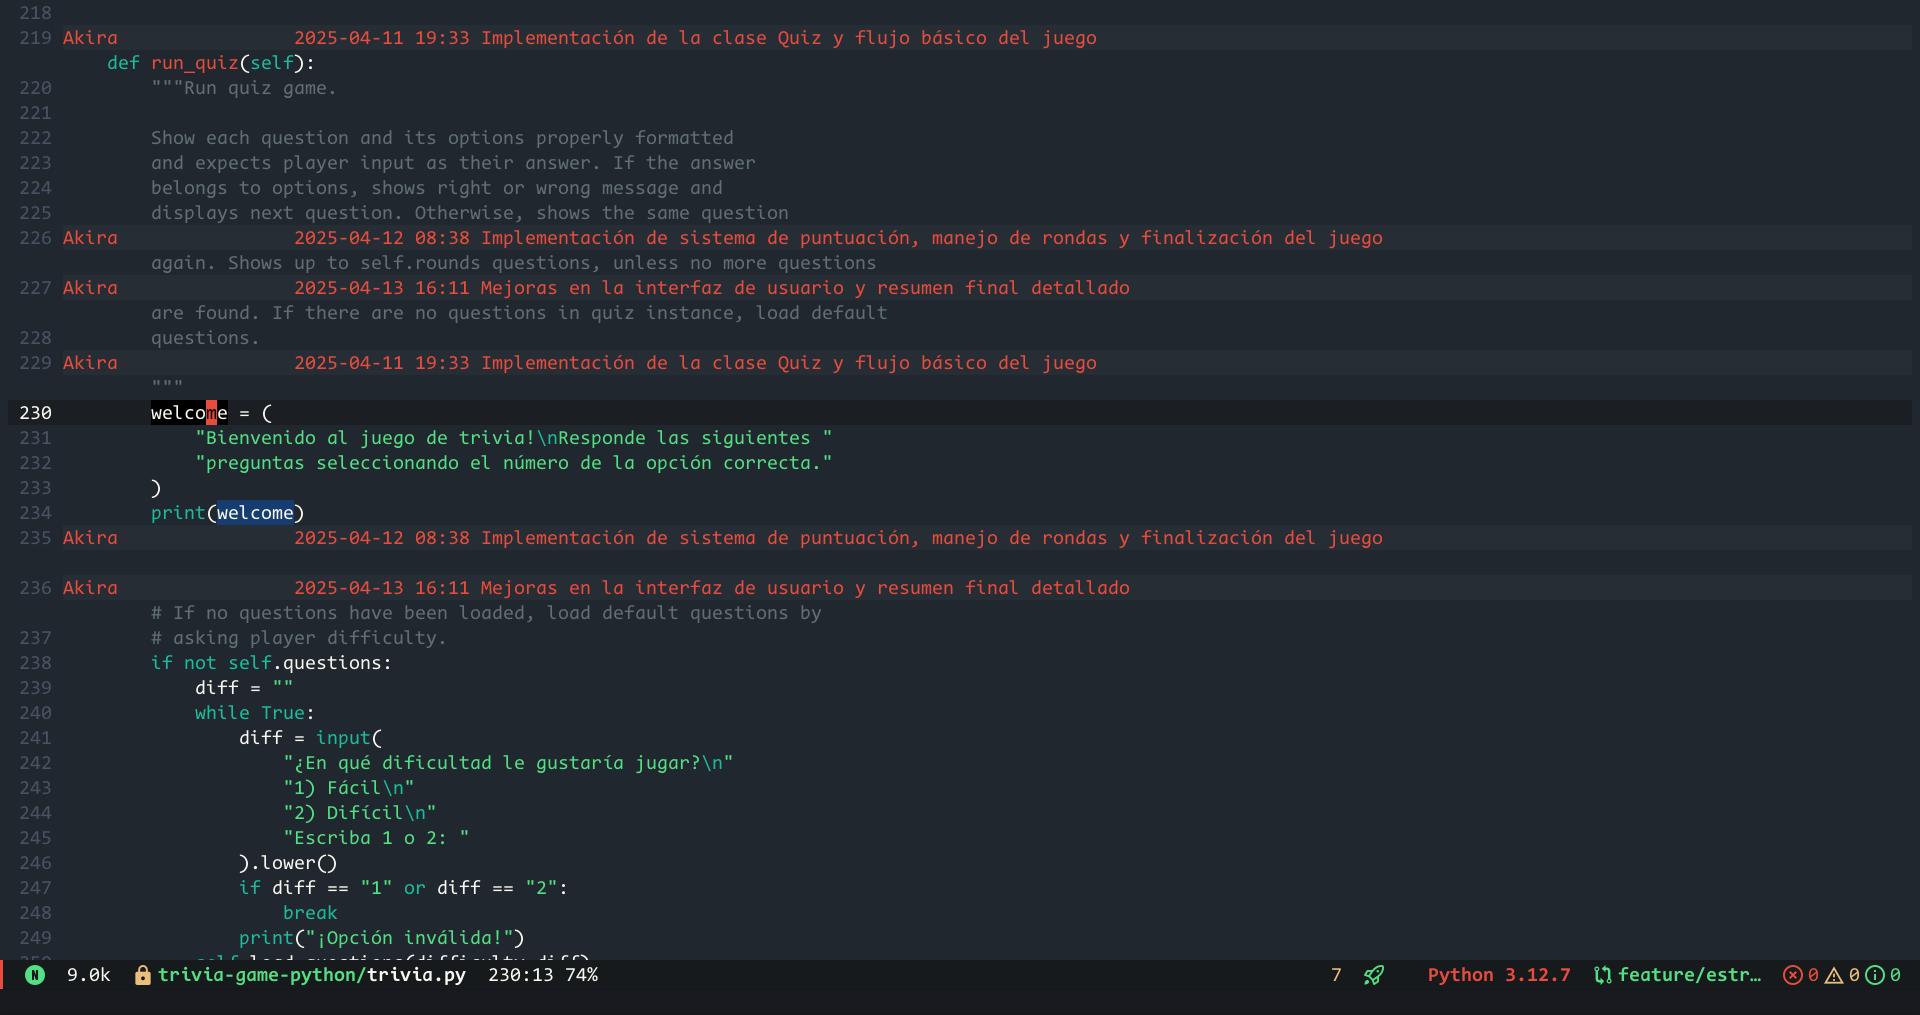 218
219 Akira 2025-04-11 19:33 Implementación de la clase Quiz y flujo básico del juego
def run_quiz(self):
220 """Run quiz game.
221
222 Show each question and its options properly formatted
223 and expects player input as their answer. If the answer
224 belongs to options, shows right or wrong message and
225 displays next question. Otherwise, shows the same question
226 Akira 2025-04-12 08:38 Implementación de sistema de puntuación, manejo de rondas y finalización del juego
again. Shows up to self.rounds questions, unless no more questions
227 Akira 2025-04-13 16:11 Mejoras en la interfaz de usuario y resumen final detallado
are found. If there are no questions in quiz instance, load default
228 questions.
229 Akira 2025-04-11 19:33 Implementación de la clase Quiz y flujo básico del juego
"""
230 welcome = (
231 "Bienvenido al juego de trivia!\nResponde las siguientes "
232 "preguntas seleccionando el número de la opción correcta."
233 )
234 print(welcome)
235 Akira 2025-04-12 08:38 Implementación de sistema de puntuación, manejo de rondas y finalización del juego
236 Akira 2025-04-13 16:11 Mejoras en la interfaz de usuario y resumen final detallado
# If no questions have been loaded, load default questions by
237 # asking player difficulty.
238 if not self.questions:
239 diff = ""
240 while True:
241 diff = input(
242 "¿En qué dificultad le gustaría jugar?\n"
243 "1) Fácil\n"
244 "2) Difícil\n"
245 "Escriba 1 o 2: "
246 ).lower()
247 if diff == "1" or diff == "2":
248 break
249 print("¡Opción inválida!")
250 self.load_questions(difficulty=diff)
N 9.0k trivia-game-python/trivia.py 230:13 74% 7 Python 3.12.7 feature/estr… 0 0 0